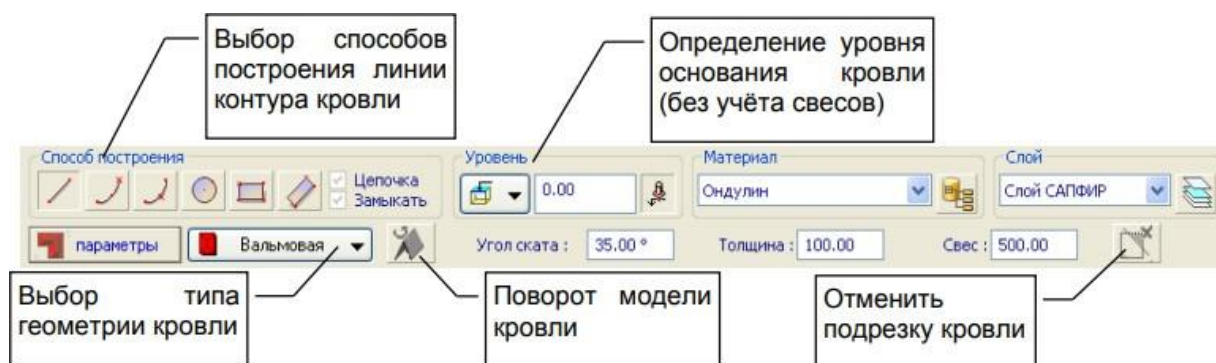 Выбор способов
построения линии
контура кровли
Определение уровня
основания кровли
(без учёта свесов)
Способ построения
Уровень
Материал
Слой
Цепочка
Замыкать
0.00
Ондулин
Слой САПФИР
параметры
Вальмовая
Угол ската :
35.00 °
Толщина :
100.00
Свес :
500.00
Выбор типа
геометрии кровли
Поворот модели
кровли
Отменить
подрезку кровли